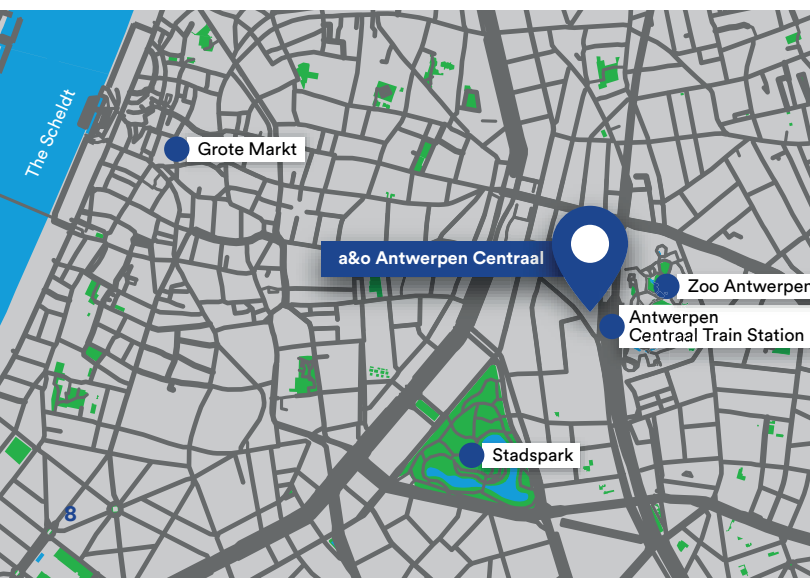 The Scheldt
Grote Markt
a&o Antwerpen Centraal
Zoo Antwerpen
Antwerpen
Centraal Train Station
Stadspark
8